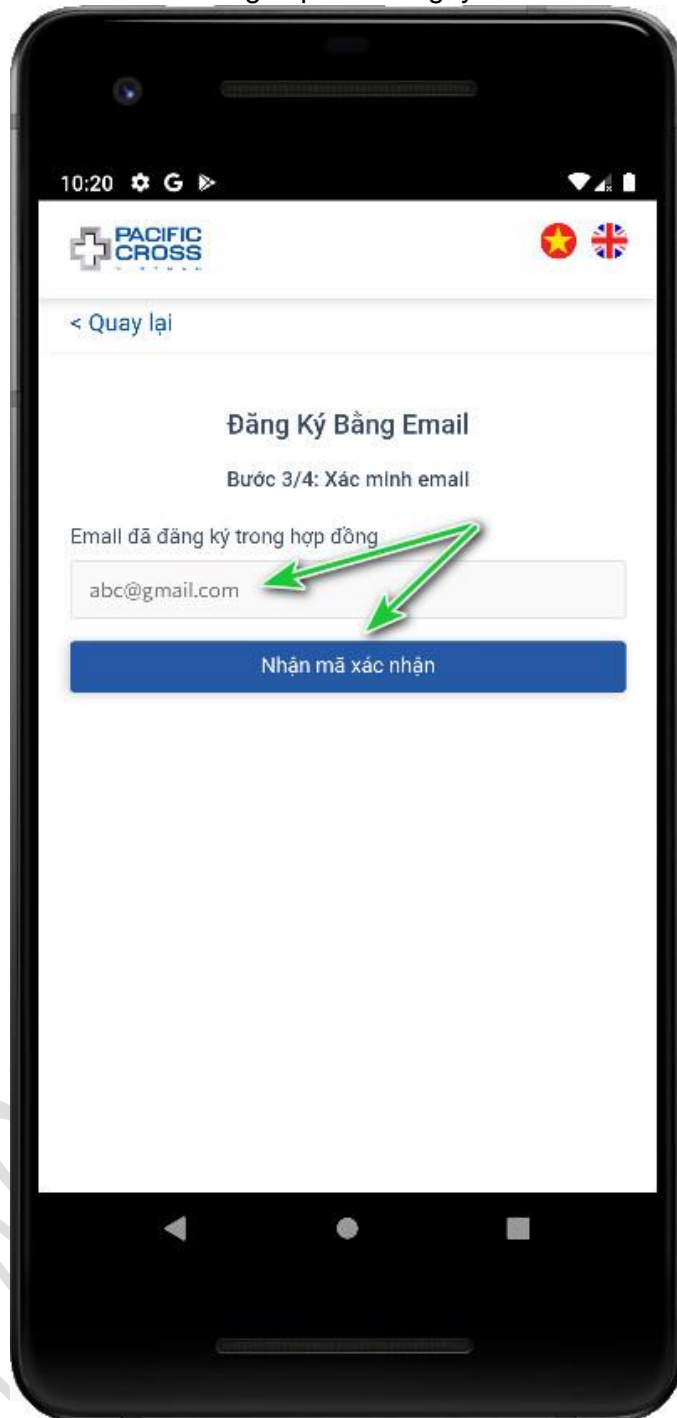 10:20
PACIFIC
CROSS
VIETNAM
< Quay lại
Đăng Ký Bằng Email
Bước 3/4: Xác minh email
Email đã đăng ký trong hợp đồng
abc@gmail.com
Nhận mã xác nhận